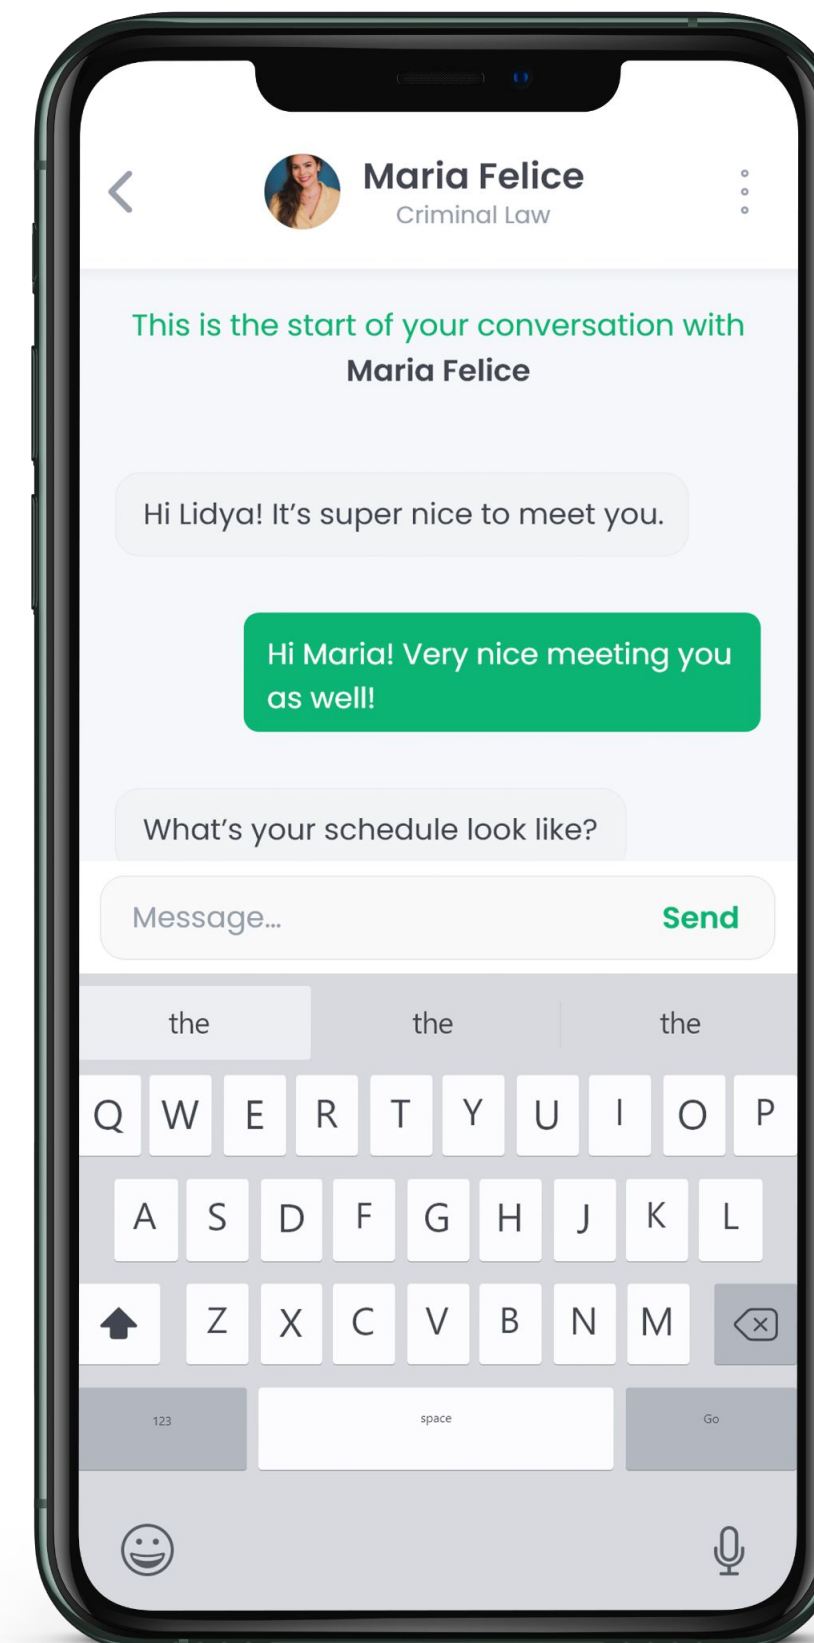 Maria Felice
Criminal Law
This is the start of your conversation with
Maria Felice
Hi Lidya! It’s super nice to meet you.
Hi Maria! Very nice meeting you
as well!
What’s your schedule look like?
Message... Send
the the the
Q W E R T Y U I O P
A S D F G H J K L
Z X C V B N M
123 space Go